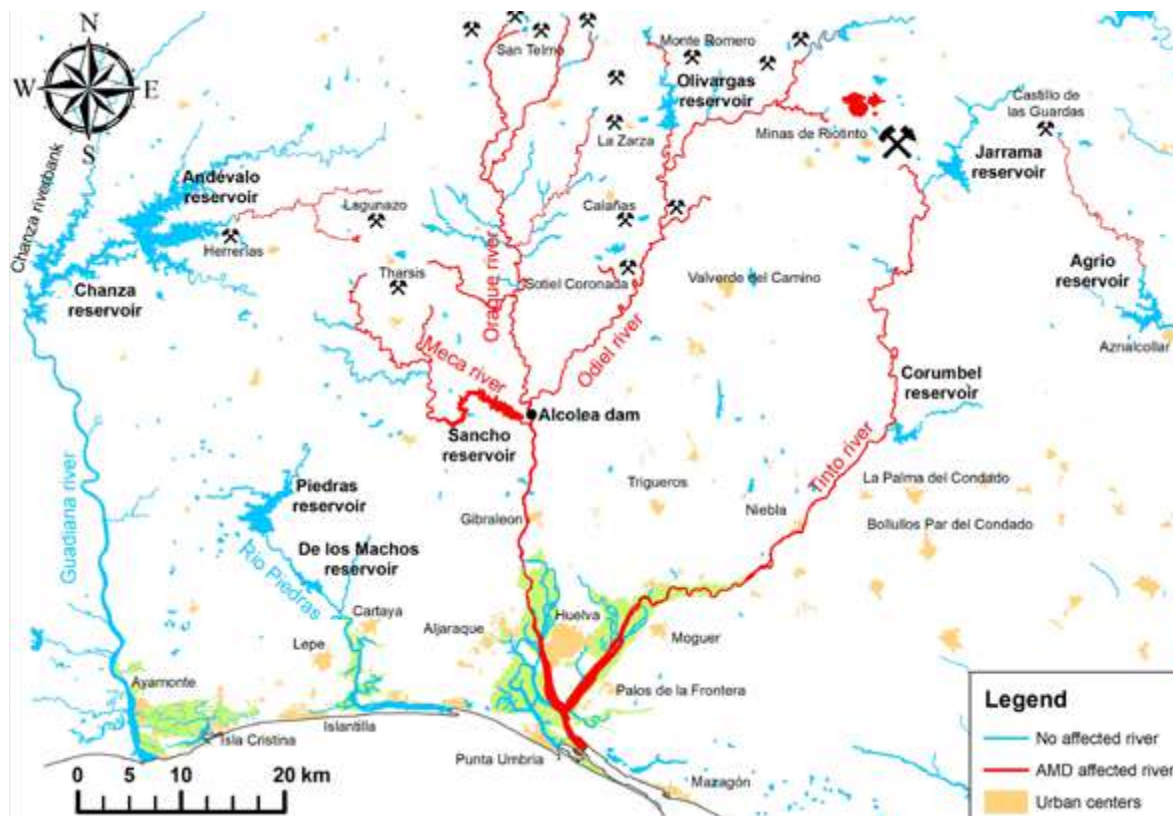 N
W
E
S
San Telmo
Monte Romero
Olivargas
reservoir
La Zarza
Minas de Riotinto
Castillo de
las Guardas
Jarrama
reservoir
Chanza riverbank
Andévalo
reservoir
Lagunazo
Herrerías
Calañas
Chanza
reservoir
Tharsis
Oraque river
Sotiel Coronada
Valverde del Camino
Agrio
reservoir
Aznalcollar
Meca river
Odiel river
Corumbel
reservoir
Alcolea dam
Sancho
reservoir
Guadiana river
Tinto river
Piedras
reservoir
Trigueros
La Palma del Condado
Niebla
Gibraleon
Bollullos Par del Condado
Rio Piedras
De los Machos
reservoir
Cartaya
Huelva
Aljaraque
Lepe
Moguer
Ayamonte
Palos de la Frontera
Isla Cristina
Islantilla
Punta Umbria
Mazagón
0 5 10 20 km
Legend
No affected river
AMD affected river
Urban centers